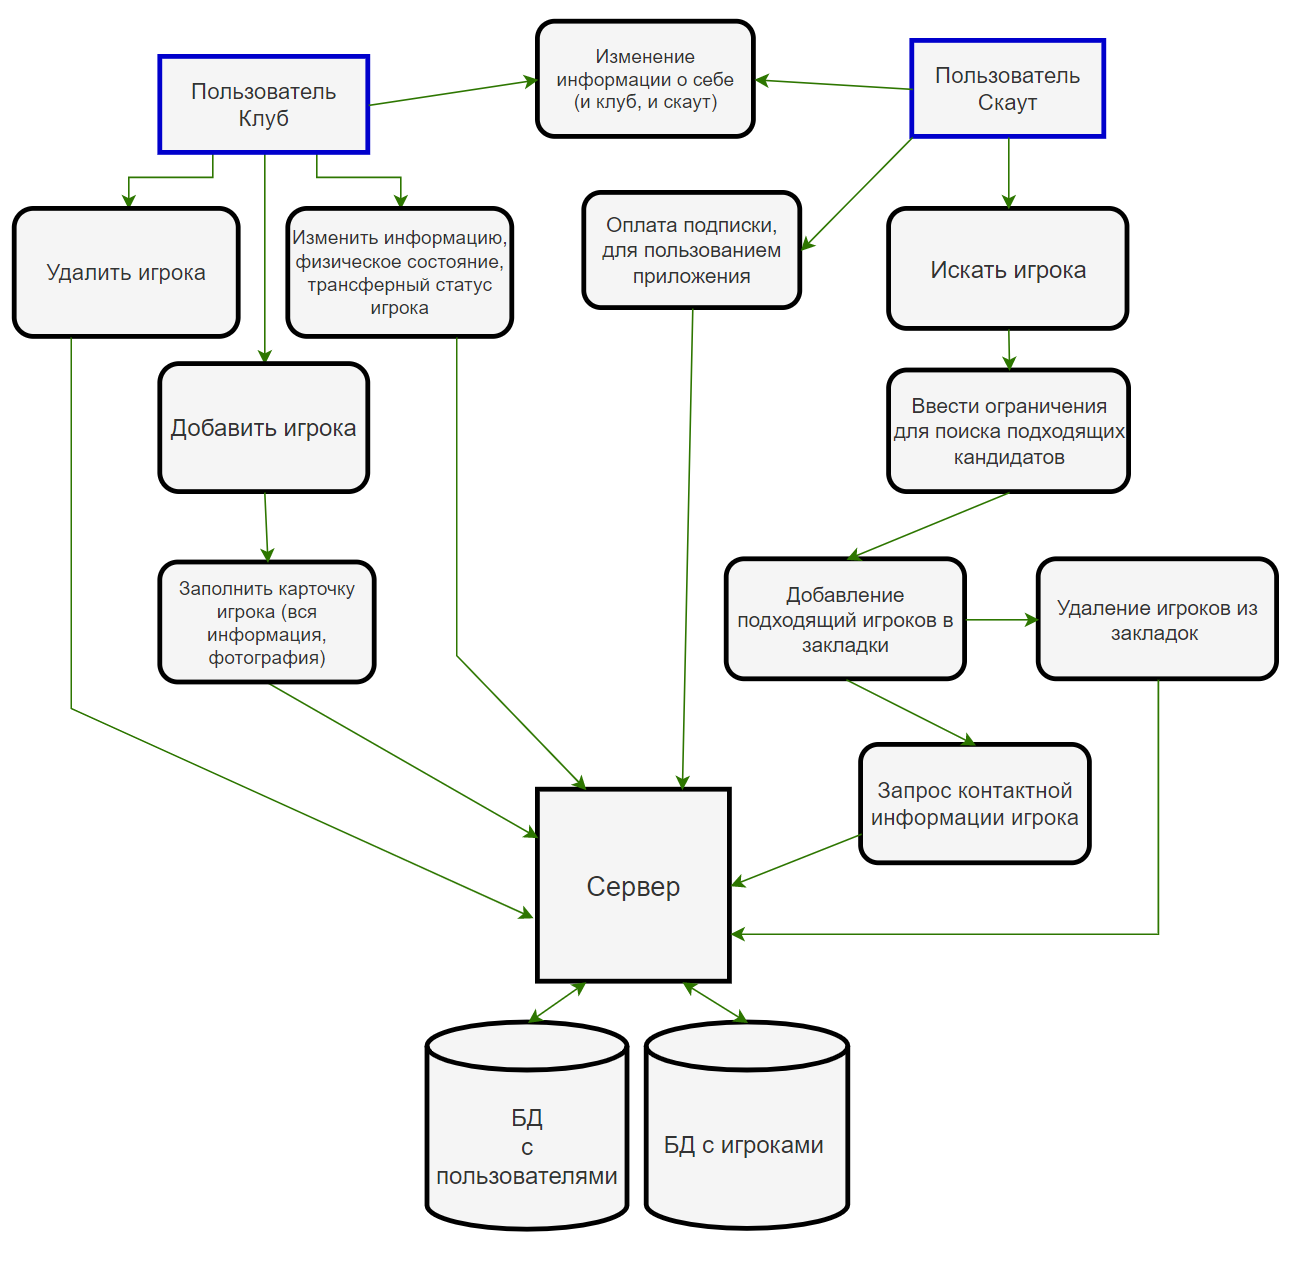 Изменение
информации о себе
(и клуб, и скаут)
Пользователь
Клуб
Пользователь
Скаут
Удалить игрока
Изменить информацию,
физическое состояние,
трансферный статус
игрока
Оплата подписки,
для пользованием
приложения
Искать игрока
Добавить игрока
Ввести ограничения
для поиска подходящих
кандидатов
Заполнить карточку
игрока (вся
информация,
фотография)
Добавление
подходящий игроков в
закладки
Удаление игроков из
закладок
Запрос контактной
информации игрока
Сервер
БД
с
пользователями
БД с игроками